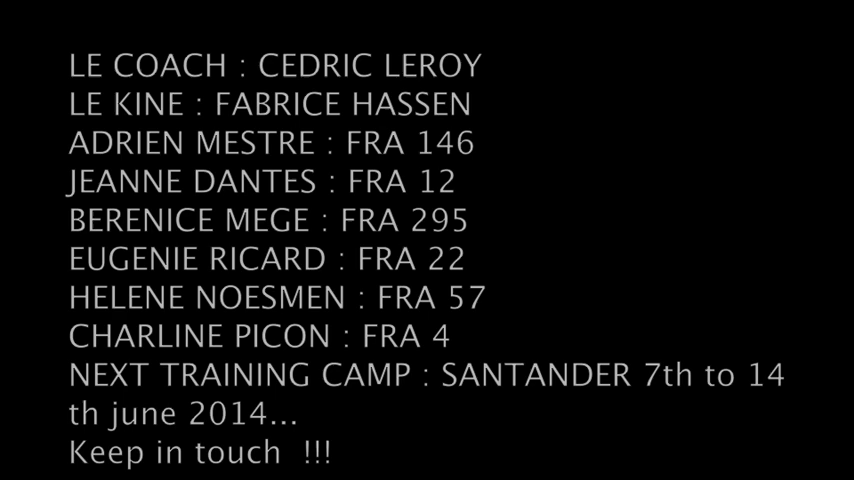 LE COACH : CEDRIC LEROY
LE KINE : FABRICE HASSEN
ADRIEN MESTRE : FRA 146
JEANNE DANTES : FRA 12
BERENICE MEGE : FRA 295
EUGENIE RICARD : FRA 22
HELENE NOESMEN : FRA 57
CHARLINE PICON : FRA 4
NEXT TRAINING CAMP : SANTANDER 7th to 14
th june 2014...
Keep in touch  !!!